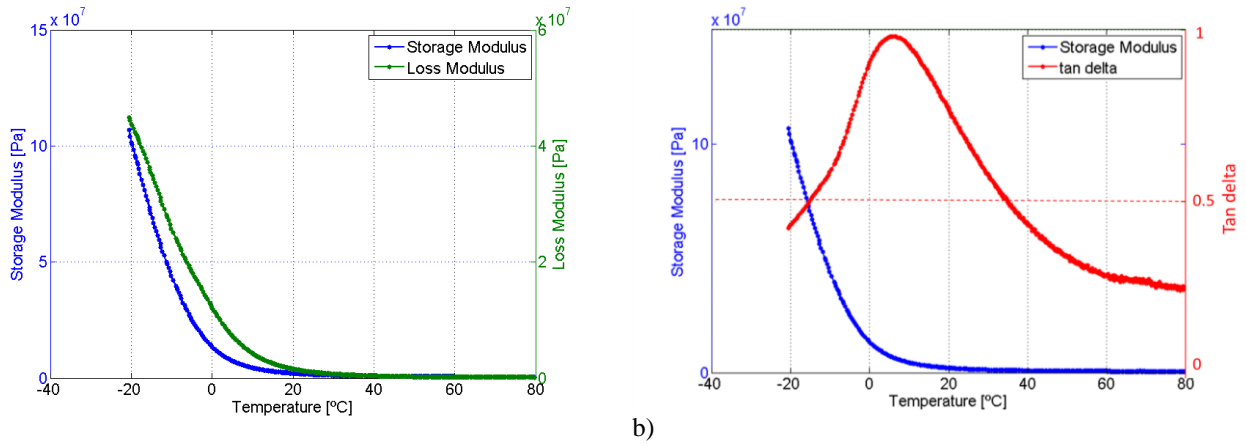 x 10^7
x 10^7
15
10
5
0
Storage Modulus [Pa]
Storage Modulus
Loss Modulus
6
4
2
0
Loss Modulus [Pa]
-40 -20 0 20 40 60 80
Temperature [ºC]
b)
x 10^7
10
0
Storage Modulus [Pa]
Storage Modulus
tan delta
1
0.5
0
Tan delta
-40 -20 0 20 40 60 80
Temperature [ºC]